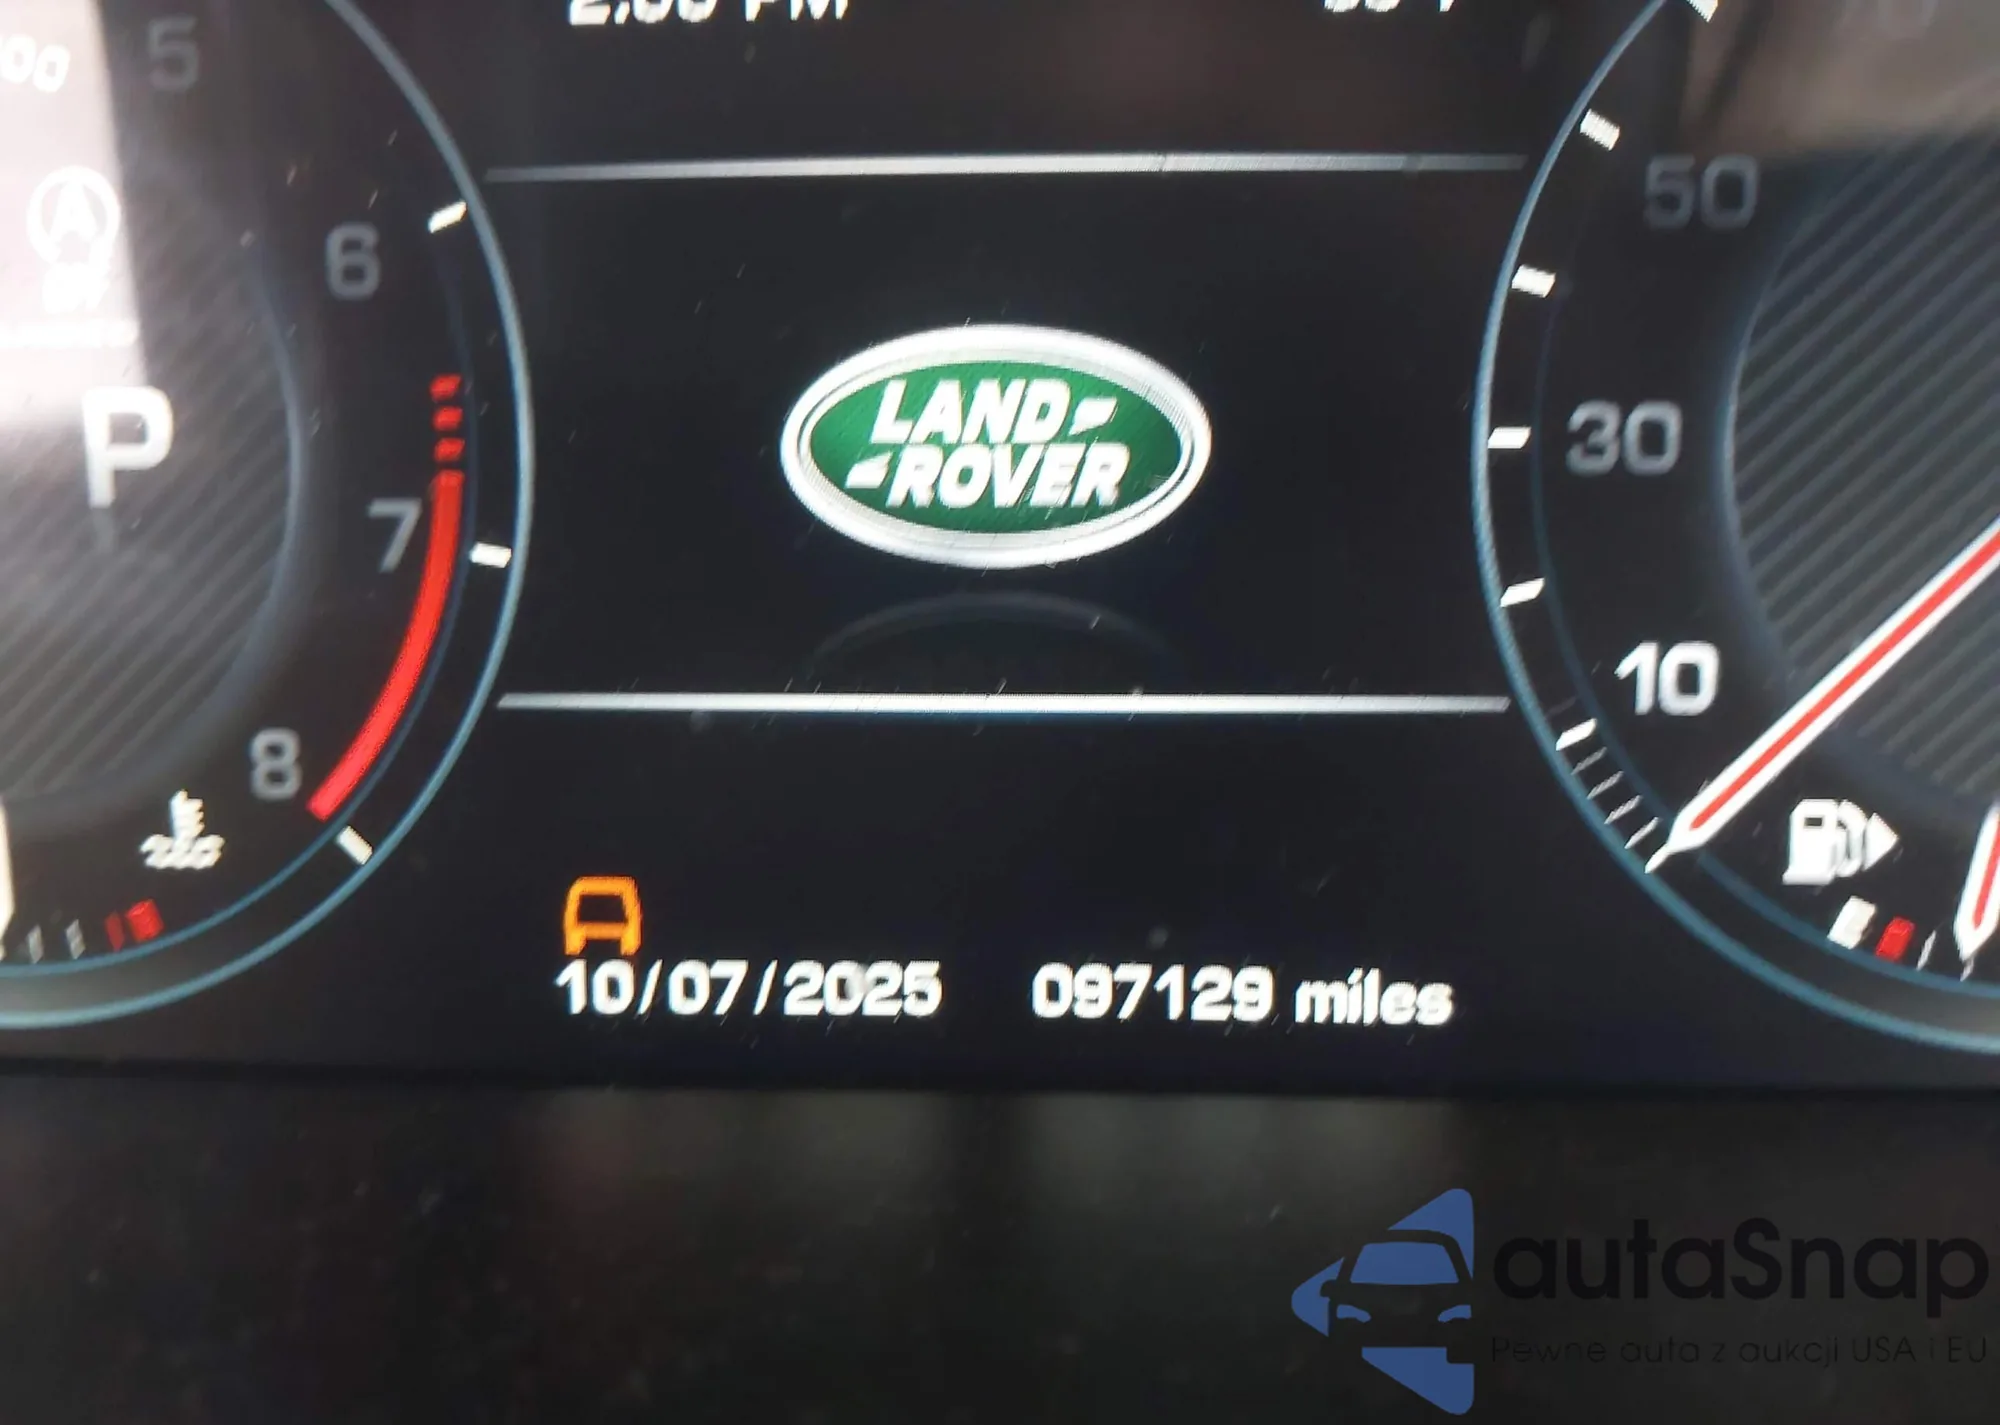 5
6
P
7
8
50
30
10
LAND
ROVER
10/07/2025 097129 miles
autaSnap
Pewne auta z aukcji USA i EU